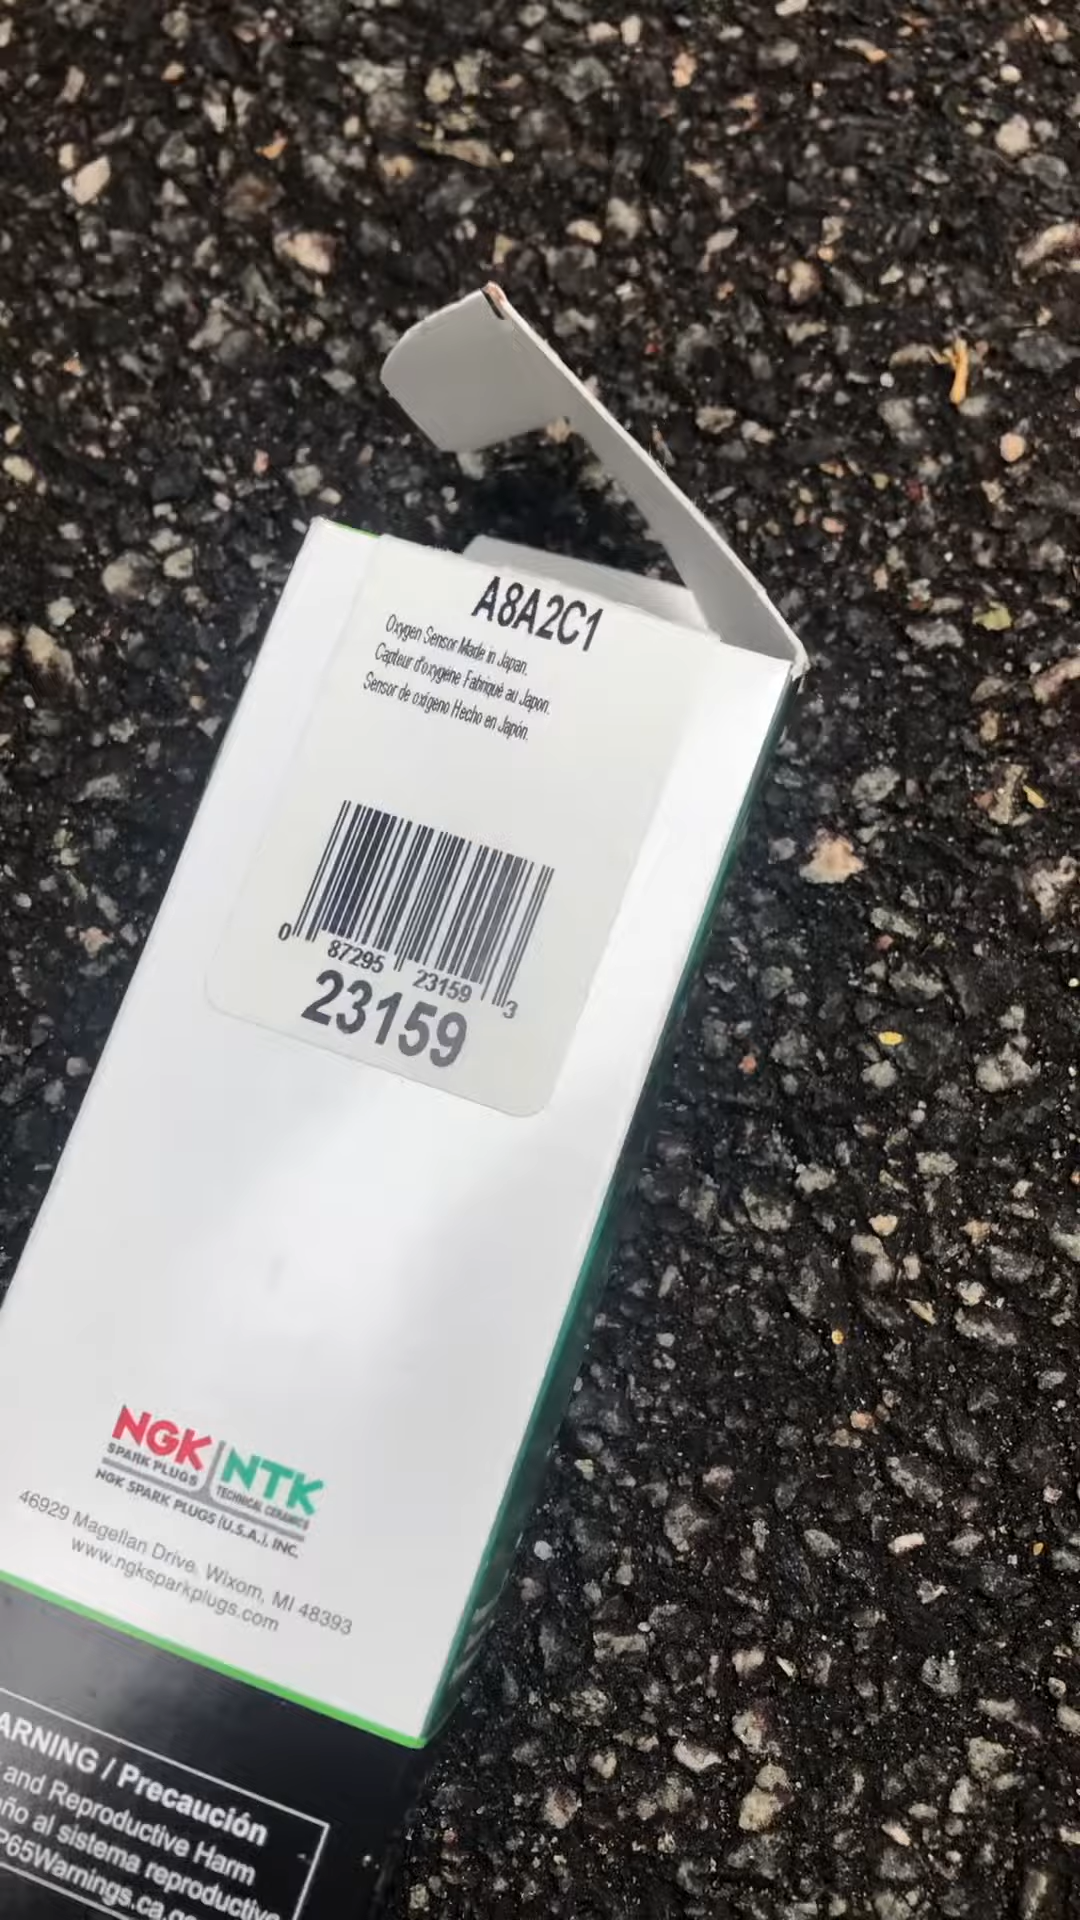 A8A2C1
Oxygen Sensor Made in Japan.
Capteur d'oxygène Fabriqué au Japon.
Sensor de oxígeno Hecho en Japón.
0 87295 23159 3
23159
NGK NTK
SPARK PLUGS TECHNICAL CERAMICS
NGK SPARK PLUGS (U.S.A.), INC.
46929 Magellan Drive, Wixom, MI 48393
www.ngksparkplugs.com
ARNING / Precaución
and Reproductive Harm
ño al sistema reproductivo
P65Warnings.ca.go